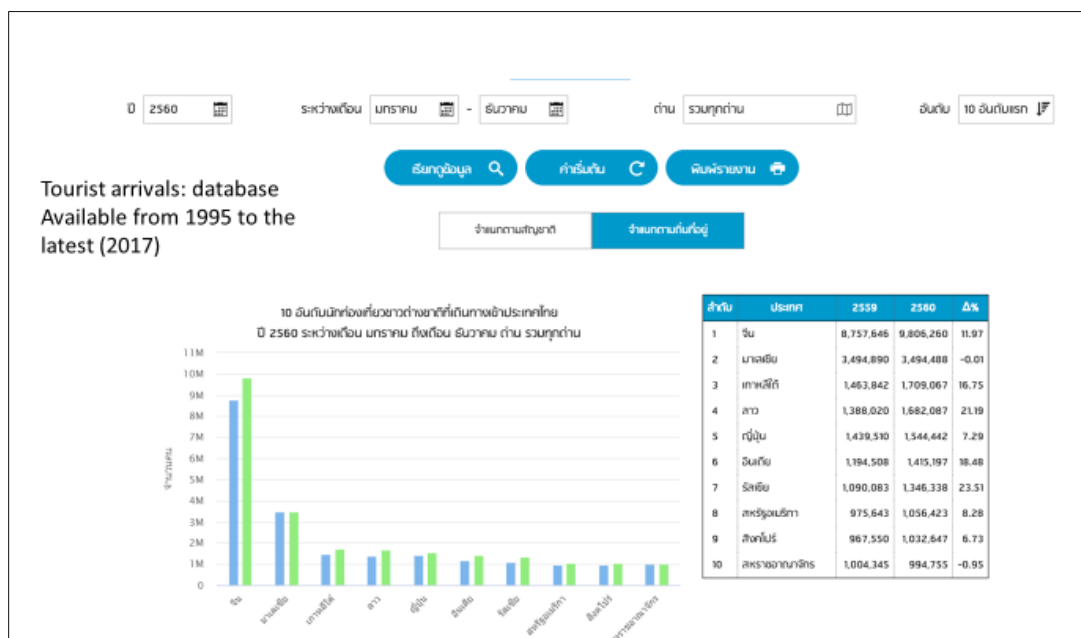 ปี 2560 ระหว่างเดือน มกราคม - ธันวาคม ด่าน รวมทุกด่าน อันดับ 10 อันดับแรก
เรียกดูข้อมูล ค่าเริ่มต้น พิมพ์รายงาน
Tourist arrivals: database
Available from 1995 to the
latest (2017)
จำแนกตามสัญชาติ จำแนกตามถิ่นที่อยู่
10 อันดับนักท่องเที่ยวชาวต่างชาติที่เดินทางเข้าประเทศไทย
ปี 2560 ระหว่างเดือน มกราคม ถึงเดือน ธันวาคม ด่าน รวมทุกด่าน
11M
10M
9M
8M
7M
6M
5M
4M
3M
2M
1M
0
จำนวนคน
จีน
มาเลเซีย
เกาหลีใต้
ลาว
ญี่ปุ่น
อินเดีย
รัสเซีย
สหรัฐอเมริกา
สิงคโปร์
ราชอาณาจักร
ลำดับ ประเทศ 2559 2560 Δ%
1 จีน 8,757,646 9,806,260 11.97
2 มาเลเซีย 3,494,890 3,494,488 -0.01
3 เกาหลีใต้ 1,463,842 1,709,067 16.75
4 ลาว 1,388,020 1,682,087 21.19
5 ญี่ปุ่น 1,439,510 1,544,442 7.29
6 อินเดีย 1,194,508 1,415,197 18.48
7 รัสเซีย 1,090,083 1,346,338 23.51
8 สหรัฐอเมริกา 975,643 1,056,423 8.28
9 สิงคโปร์ 967,550 1,032,647 6.73
10 สหราชอาณาจักร 1,004,345 994,755 -0.95